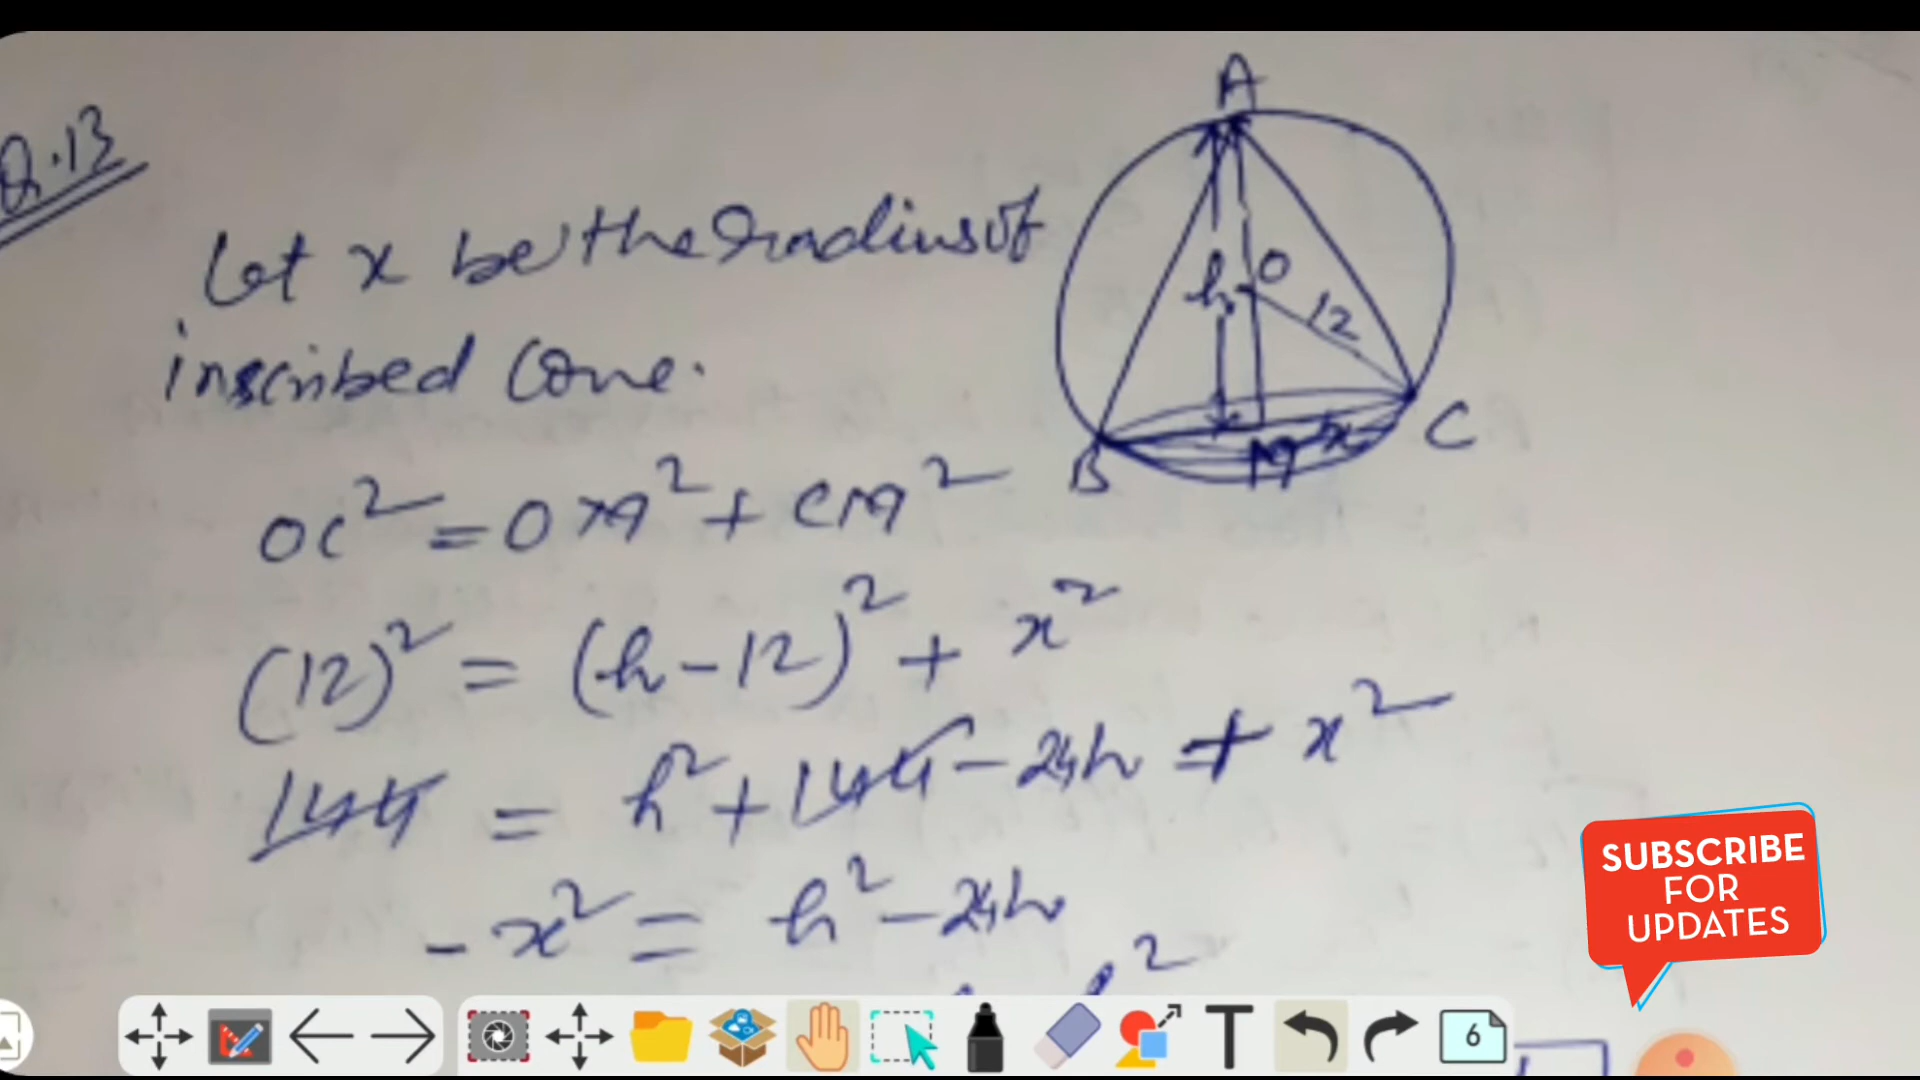 Q.13
Let x be the radius of
inscribed Cone.
A
h
O
12
B
M
x
C
OC² = OM² + CM²
(12)² = (h-12)² + x²
144 = h² + 144 - 24h + x²
-x² = h² - 24h
SUBSCRIBE
FOR
UPDATES
T
6